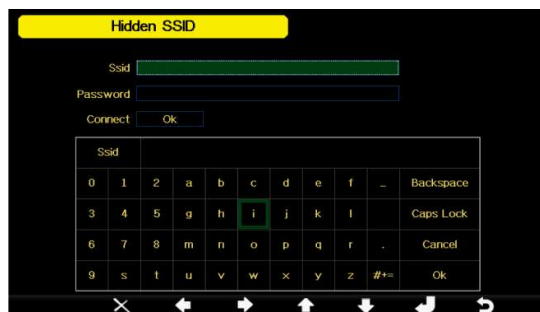 Hidden SSID
Ssid
Password
Connect Ok
Ssid
0 1 2 a b c d e f _ Backspace
3 4 5 g h i j k l Caps Lock
6 7 8 m n o p q r . Cancel
9 s t u v w x y z #+= Ok